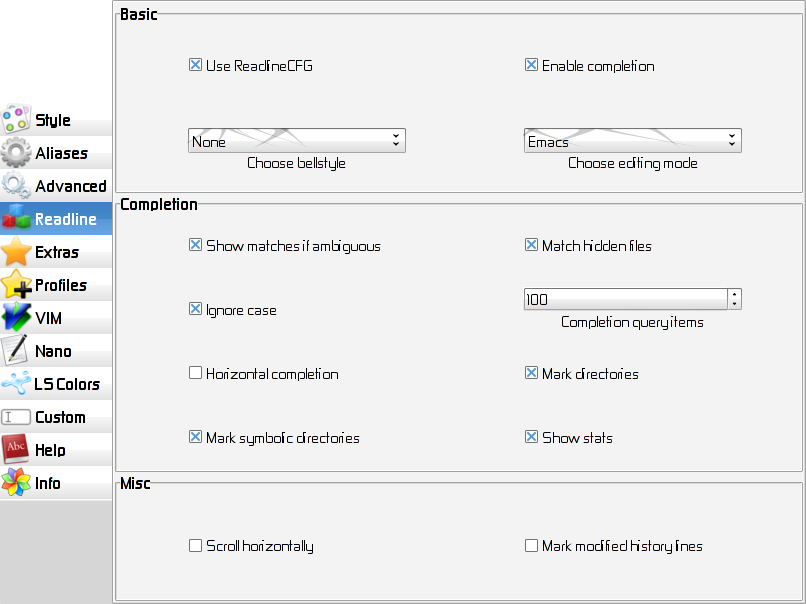 Style
Aliases
Advanced
Readline
Extras
Profiles
VIM
Nano
LS Colors
Custom
Abc
Help
Info
Basic
Use ReadlineCFG
Enable completion
None
Emacs
Choose bellstyle
Choose editing mode
Completion
Show matches if ambiguous
Match hidden files
Ignore case
100
Completion query items
Horizontal completion
Mark directories
Mark symbolic directories
Show stats
Misc
Scroll horizontally
Mark modified history lines